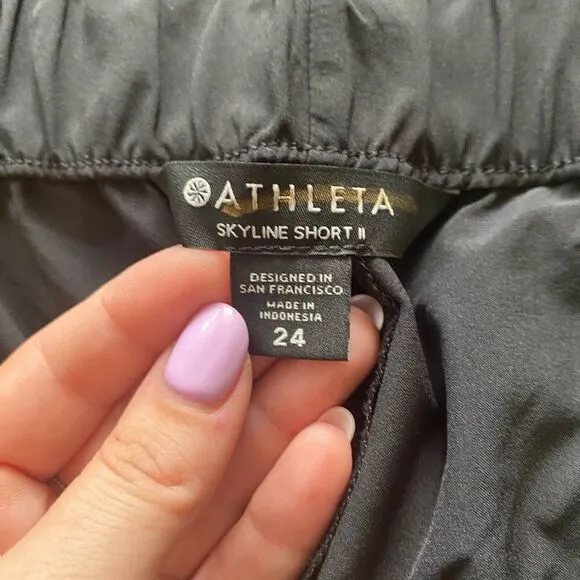 ATHLETA
SKYLINE SHORT II
DESIGNED IN
SAN FRANCISCO
MADE IN
INDONESIA
24